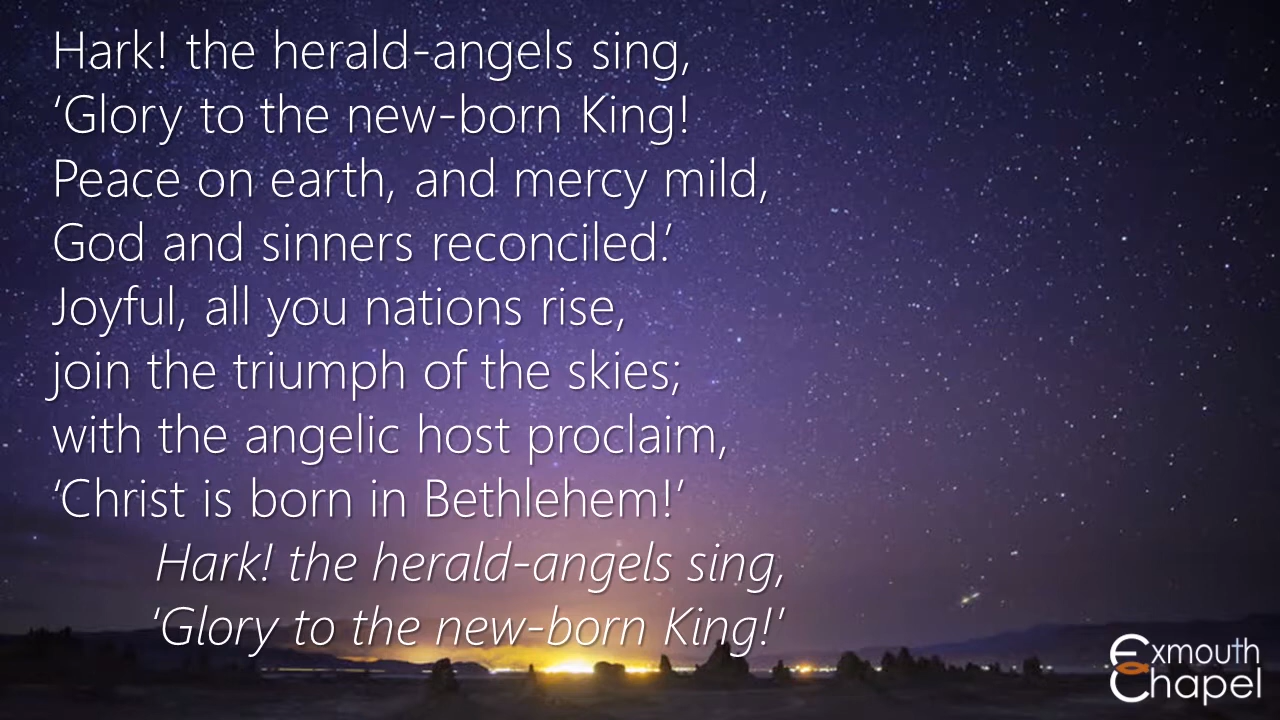 Hark! the herald-angels sing,
‘Glory to the new-born King!
Peace on earth, and mercy mild,
God and sinners reconciled.’
Joyful, all you nations rise,
join the triumph of the skies;
with the angelic host proclaim,
‘Christ is born in Bethlehem!’
Hark! the herald-angels sing,
‘Glory to the new-born King!’
Exmouth
Chapel